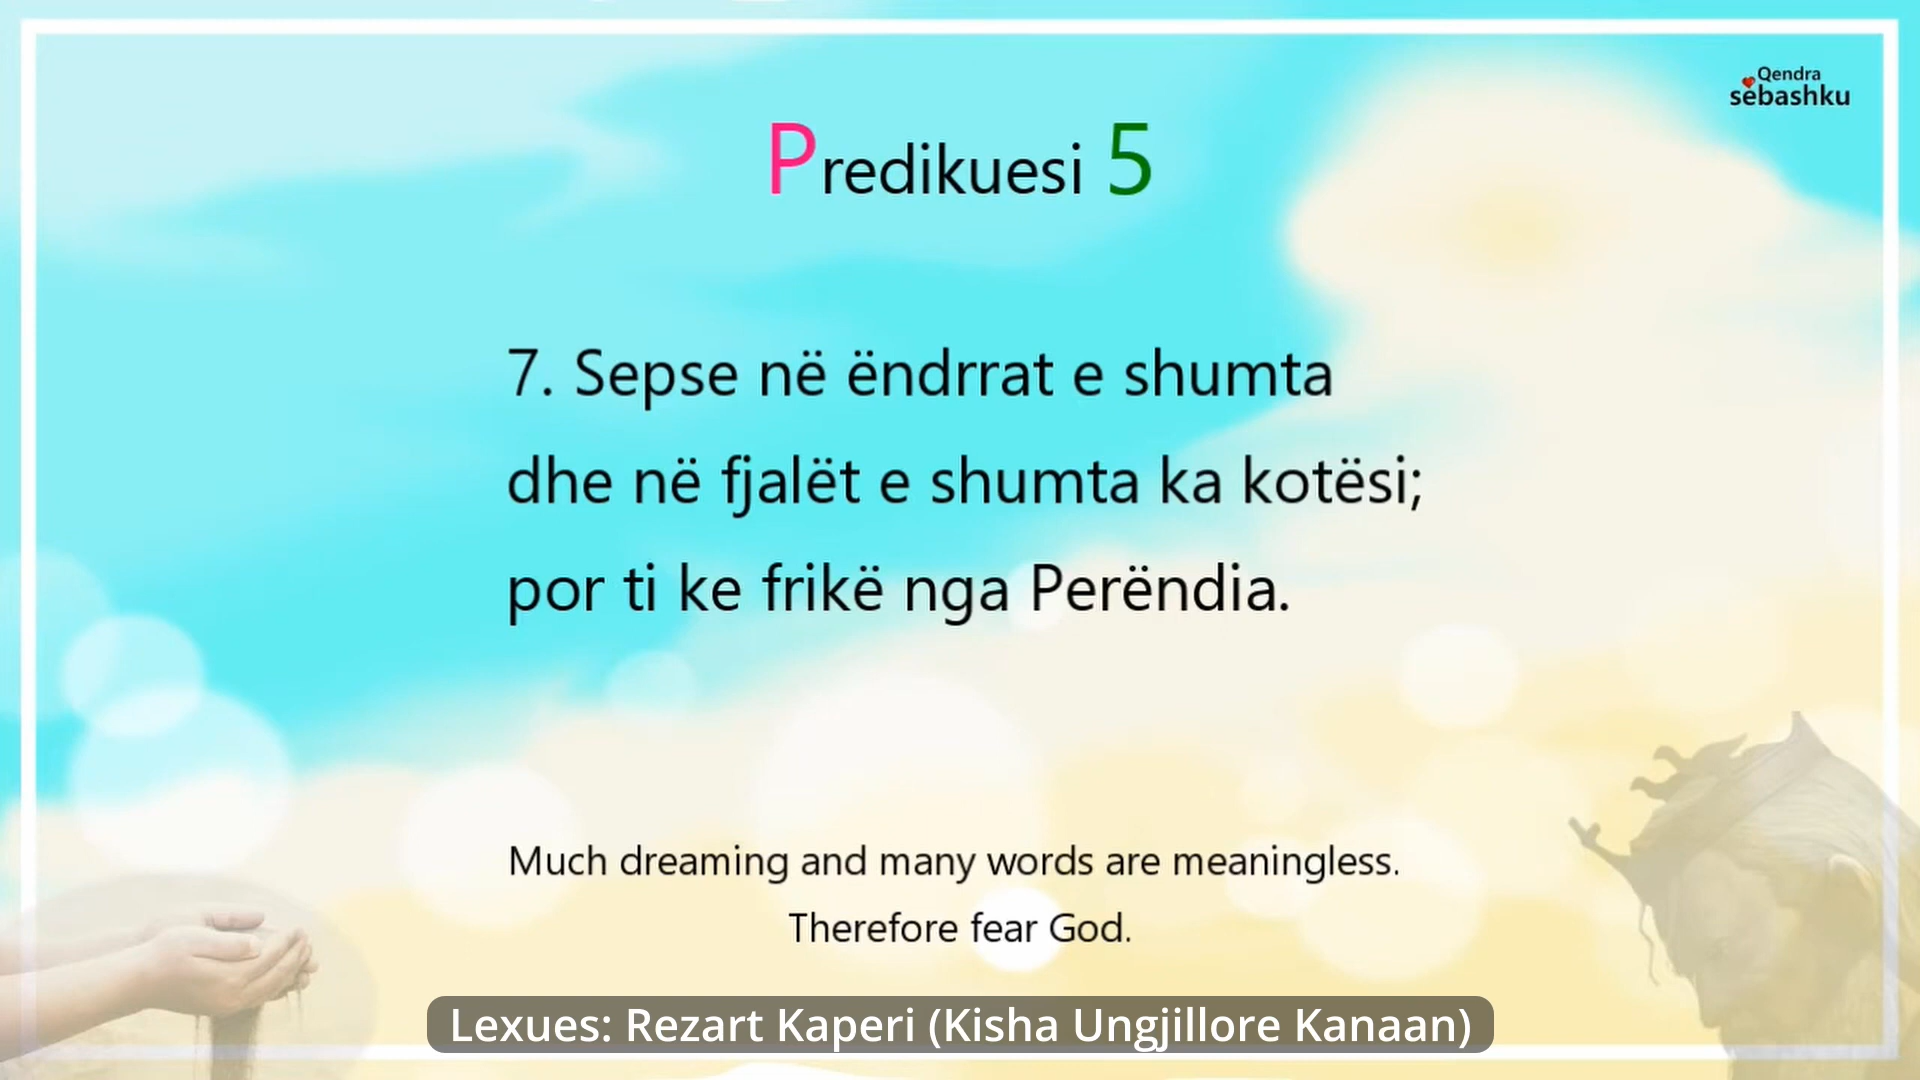 Qendra
sëbashku
Predikuesi 5
7. Sepse në ëndrrat e shumta
dhe në fjalët e shumta ka kotësi;
por ti ke frikë nga Perëndia.
Much dreaming and many words are meaningless.
Therefore fear God.
Lexues: Rezart Kaperi (Kisha Ungjillore Kanaan)